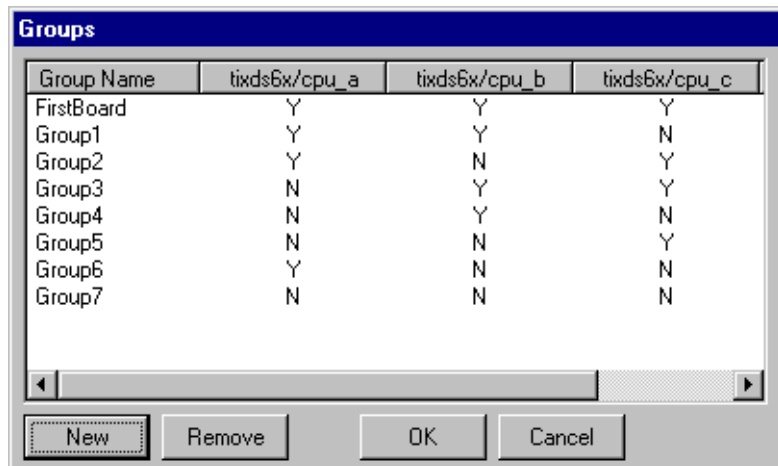 Groups
Group Name tixds6x/cpu_a tixds6x/cpu_b tixds6x/cpu_c
FirstBoard Y Y Y
Group1 Y Y N
Group2 Y N Y
Group3 N Y Y
Group4 N Y N
Group5 N N Y
Group6 Y N N
Group7 N N N
New Remove OK Cancel